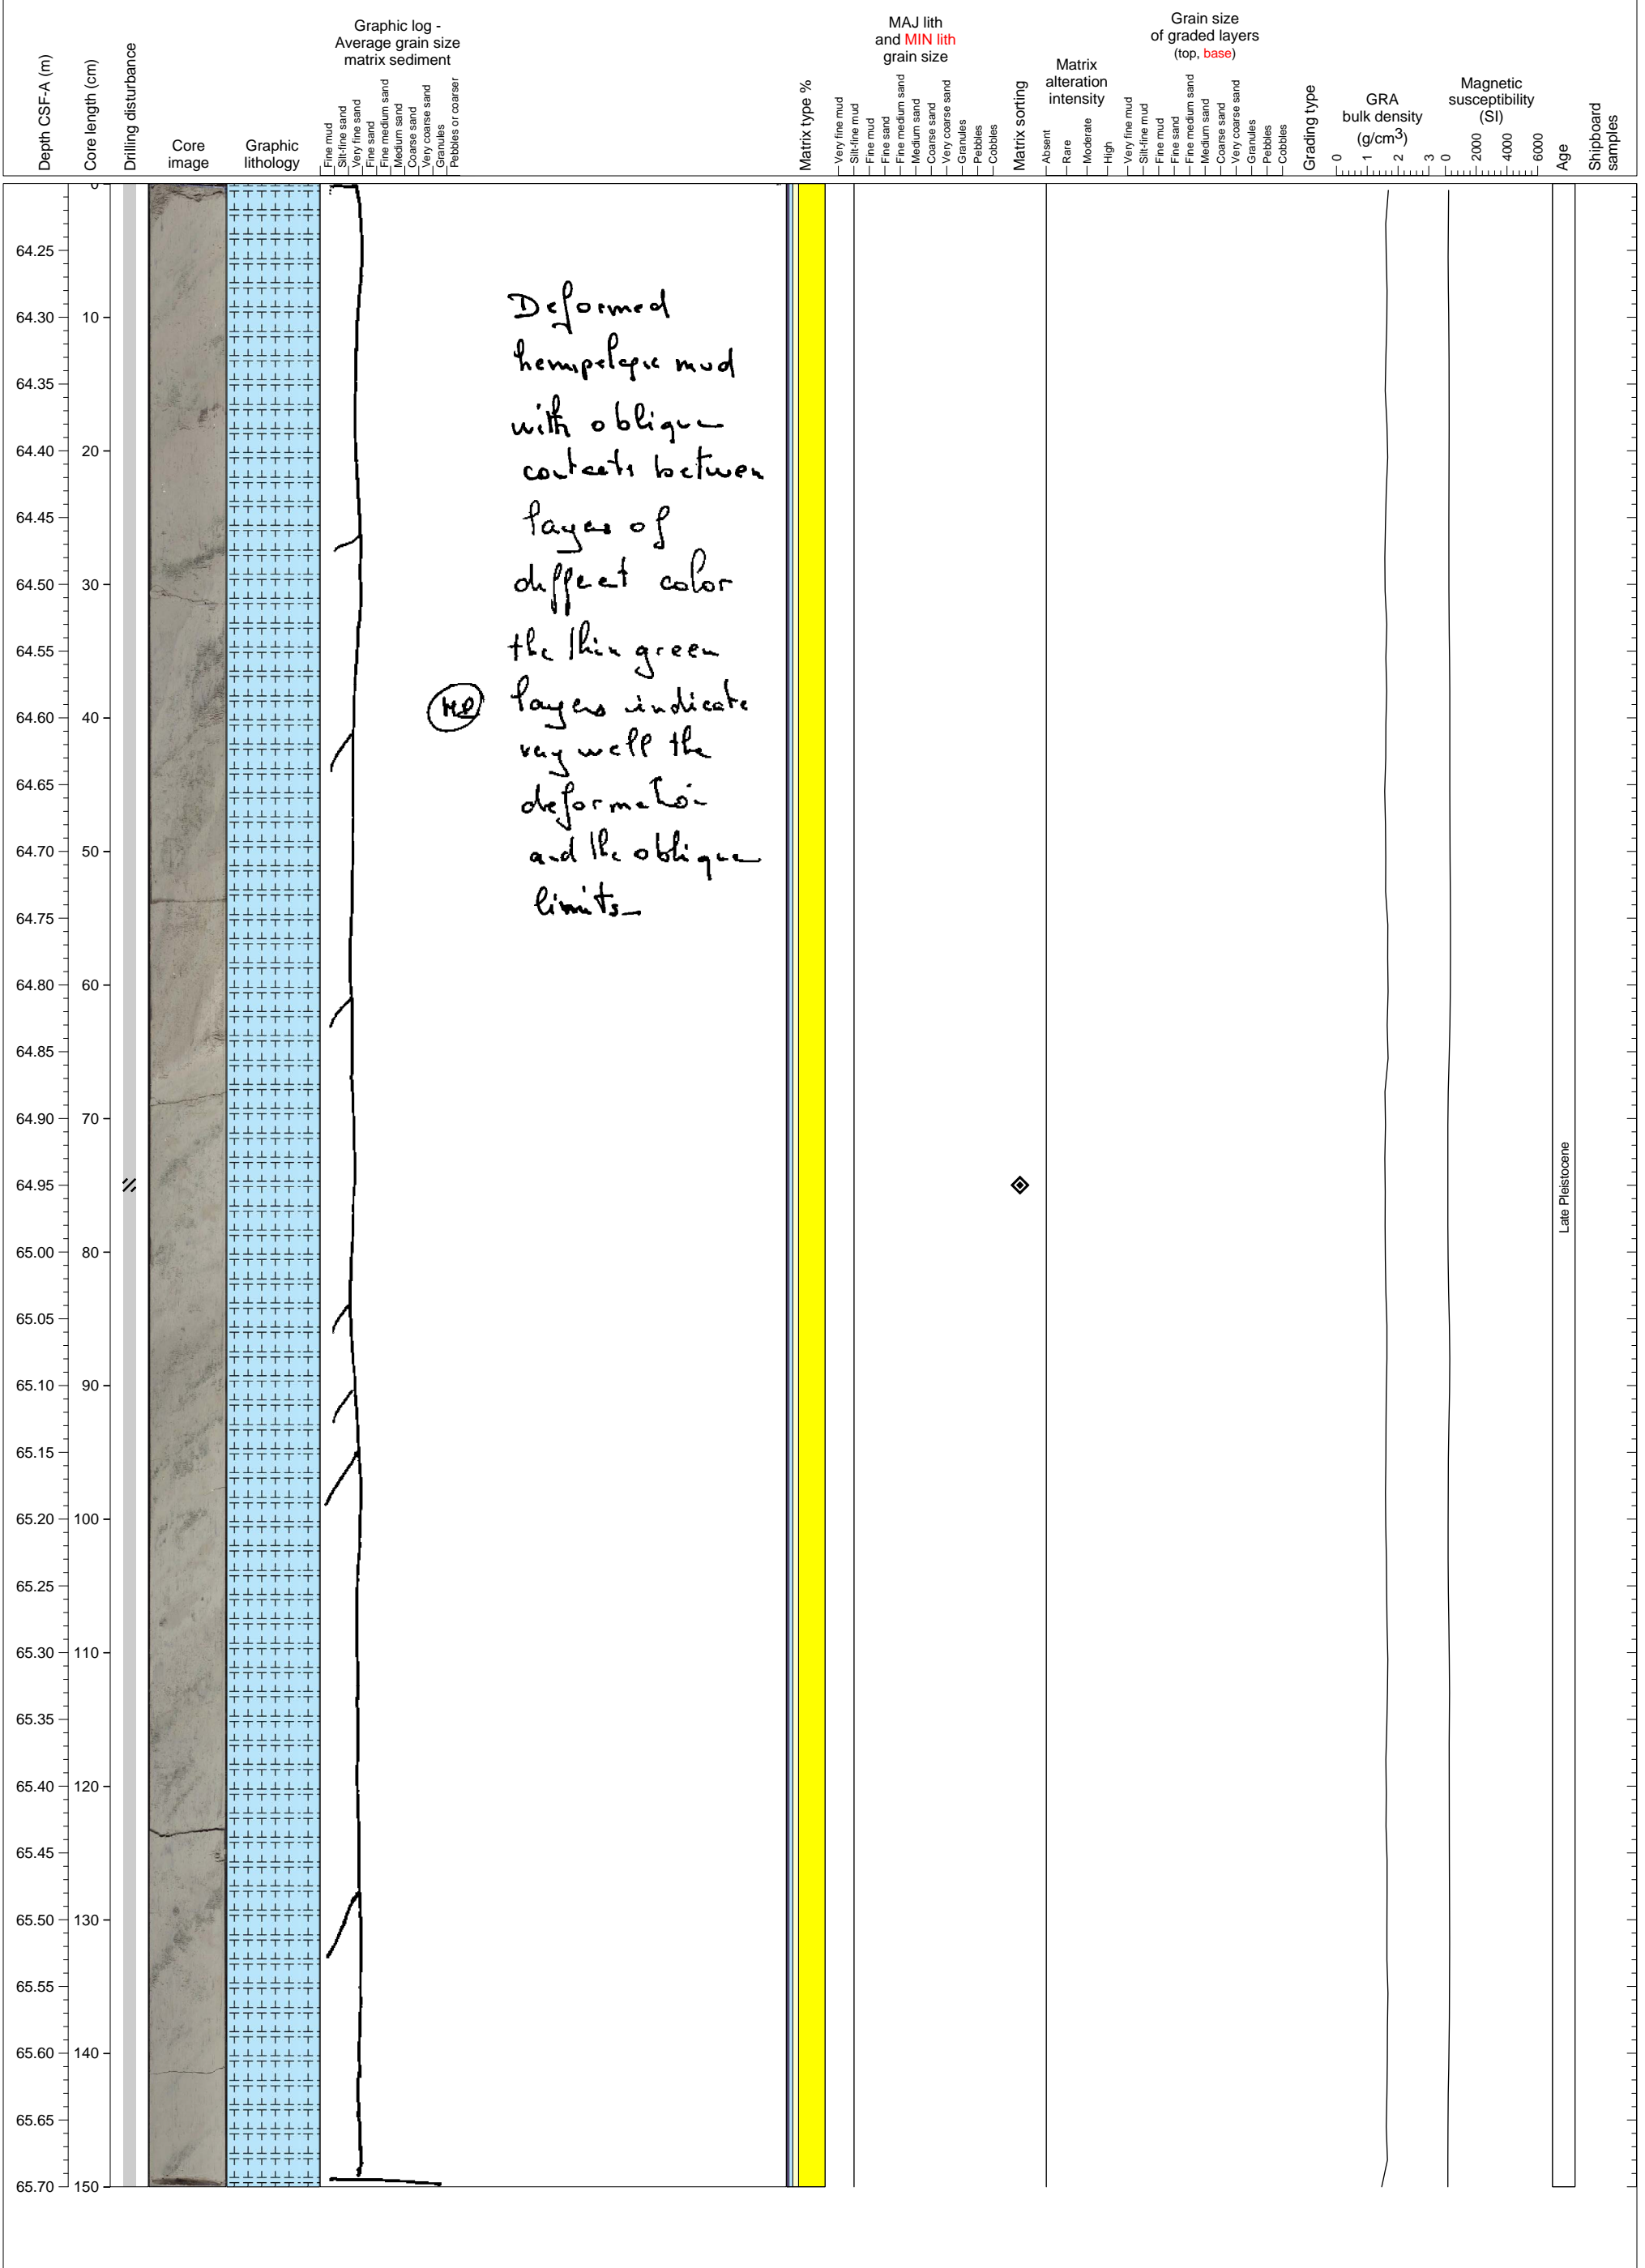 Depth CSF-A (m)
Core length (cm)
Drilling disturbance
Core
image
Graphic
lithology
Graphic log -
Average grain size
matrix sediment
Fine mud
Silt-fine sand
Very fine sand
Fine sand
Fine medium sand
Medium sand
Coarse sand
Very coarse sand
Granules
Pebbles or coarser
Matrix type %
MAJ lith
and MIN lith
grain size
Very fine mud
Silt-fine mud
Fine mud
Fine sand
Fine medium sand
Medium sand
Coarse sand
Very coarse sand
Granules
Pebbles
Cobbles
Matrix sorting
Matrix
alteration
intensity
Absent
Rare
Moderate
High
Grain size
of graded layers
(top, base)
Very fine mud
Silt-fine mud
Fine mud
Fine sand
Fine medium sand
Medium sand
Coarse sand
Very coarse sand
Granules
Pebbles
Cobbles
Grading type
GRA
bulk density
(g/cm3)
0 1 2 3
Magnetic
susceptibility
(SI)
0 2000 4000 6000
Age
Shipboard
samples
0
64.25
64.30 10
64.35
64.40 20
64.45
64.50 30
64.55
64.60 40
64.65
64.70 50
64.75
64.80 60
64.85
64.90 70
64.95
65.00 80
65.05
65.10 90
65.15
65.20 100
65.25
65.30 110
65.35
65.40 120
65.45
65.50 130
65.55
65.60 140
65.65
65.70 150
Deformed
hemipelagic mud
with oblique
contacts between
layers of
different color
the thin green
layers indicate
very well the
deformation
and the oblique
limits
Late Pleistocene